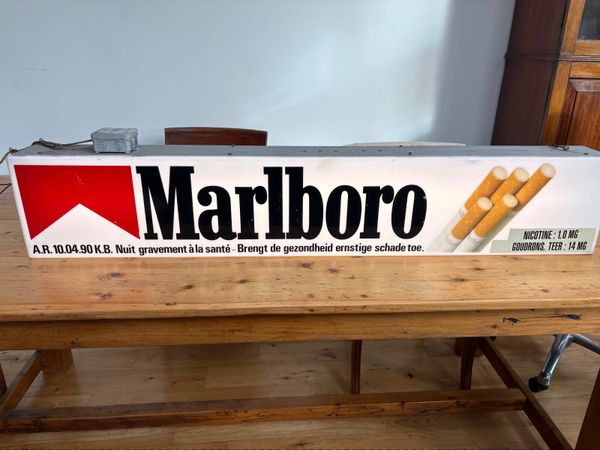 Marlboro
A.R. 10.04.90 K.B. Nuit gravement à la santé - Brengt de gezondheid ernstige schade toe.
NICOTINE : 1.0 MG
GOUDRONS, TEER : 14 MG